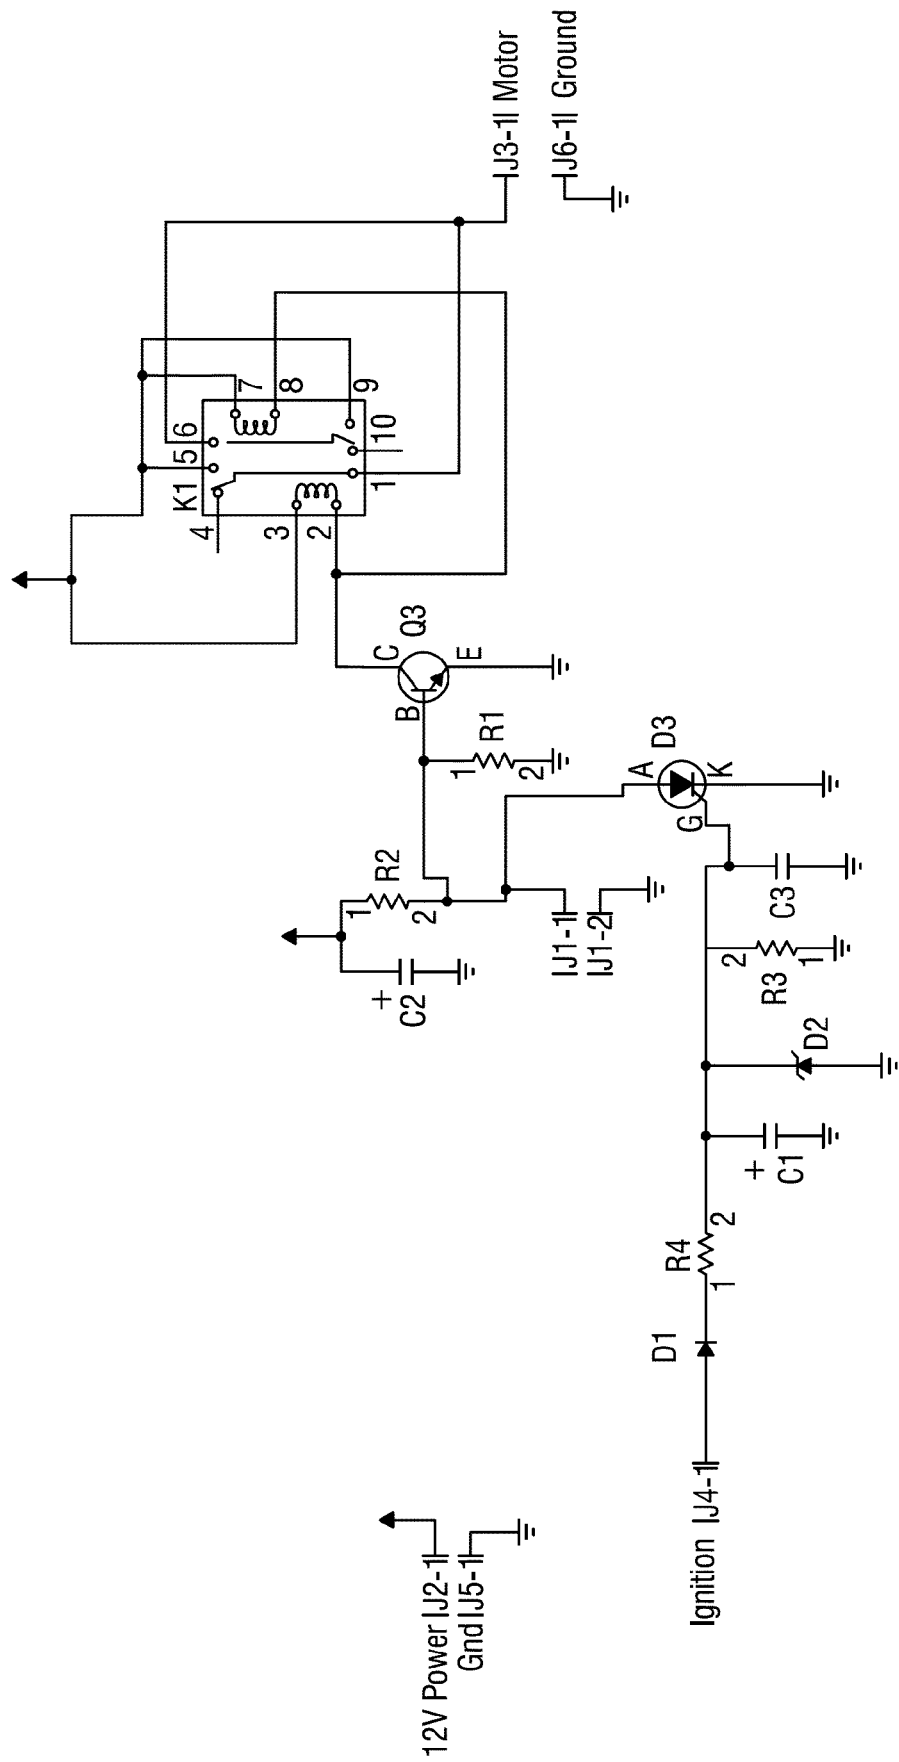 12V Power J2-1
Gnd J5-1
Ignition J4-1
D1
1
R4
2
+
C1
D2
2
R3
1
C3
+
C2
1
R2
2
J1-1
J1-2
1
R1
2
G
A
K
D3
B
C
E
Q3
K1
4
5
6
3
2
7
8
9
10
1
J3-1 Motor
J6-1 Ground